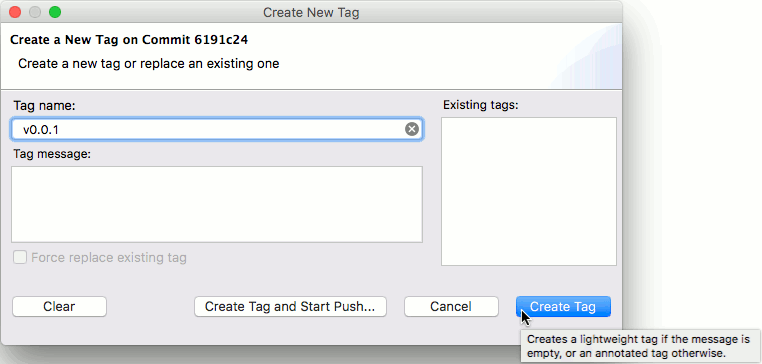 Create New Tag
Create a New Tag on Commit 6191c24
Create a new tag or replace an existing one
Tag name:
Existing tags:
v0.0.1
Tag message:
Force replace existing tag
Clear
Create Tag and Start Push...
Cancel
Create Tag
Creates a lightweight tag if the message is
empty, or an annotated tag otherwise.